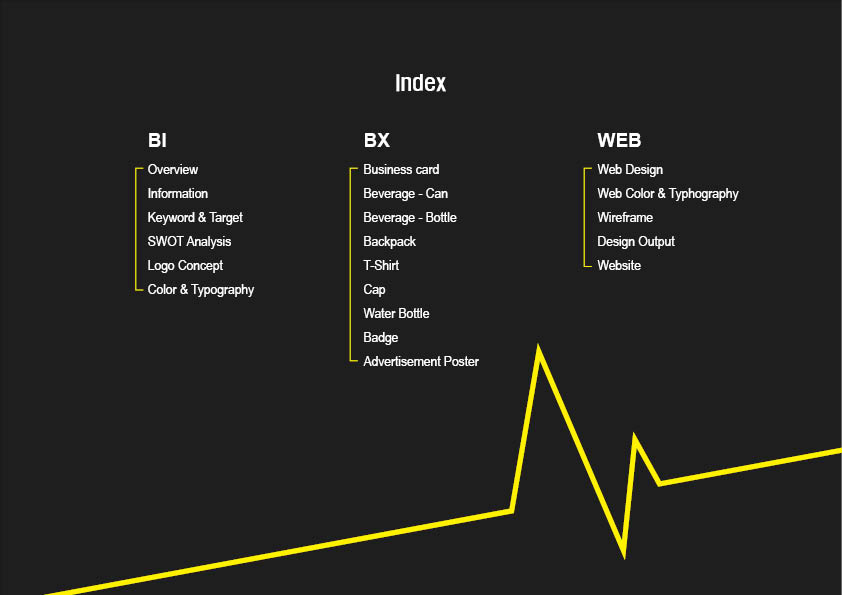 Index
BI
Overview
Information
Keyword & Target
SWOT Analysis
Logo Concept
Color & Typography
BX
Business card
Beverage - Can
Beverage - Bottle
Backpack
T-Shirt
Cap
Water Bottle
Badge
Advertisement Poster
WEB
Web Design
Web Color & Typhography
Wireframe
Design Output
Website